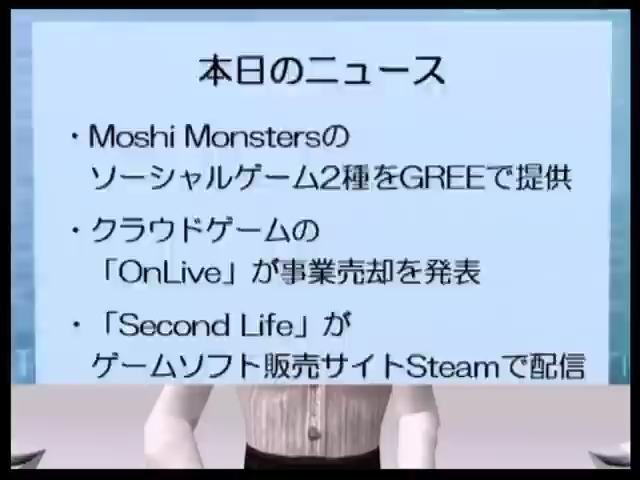 本日のニュース
・Moshi Monstersの
ソーシャルゲーム2種をGREEで提供
・クラウドゲームの
「OnLive」が事業売却を発表
・「Second Life」が
ゲームソフト販売サイトSteamで配信